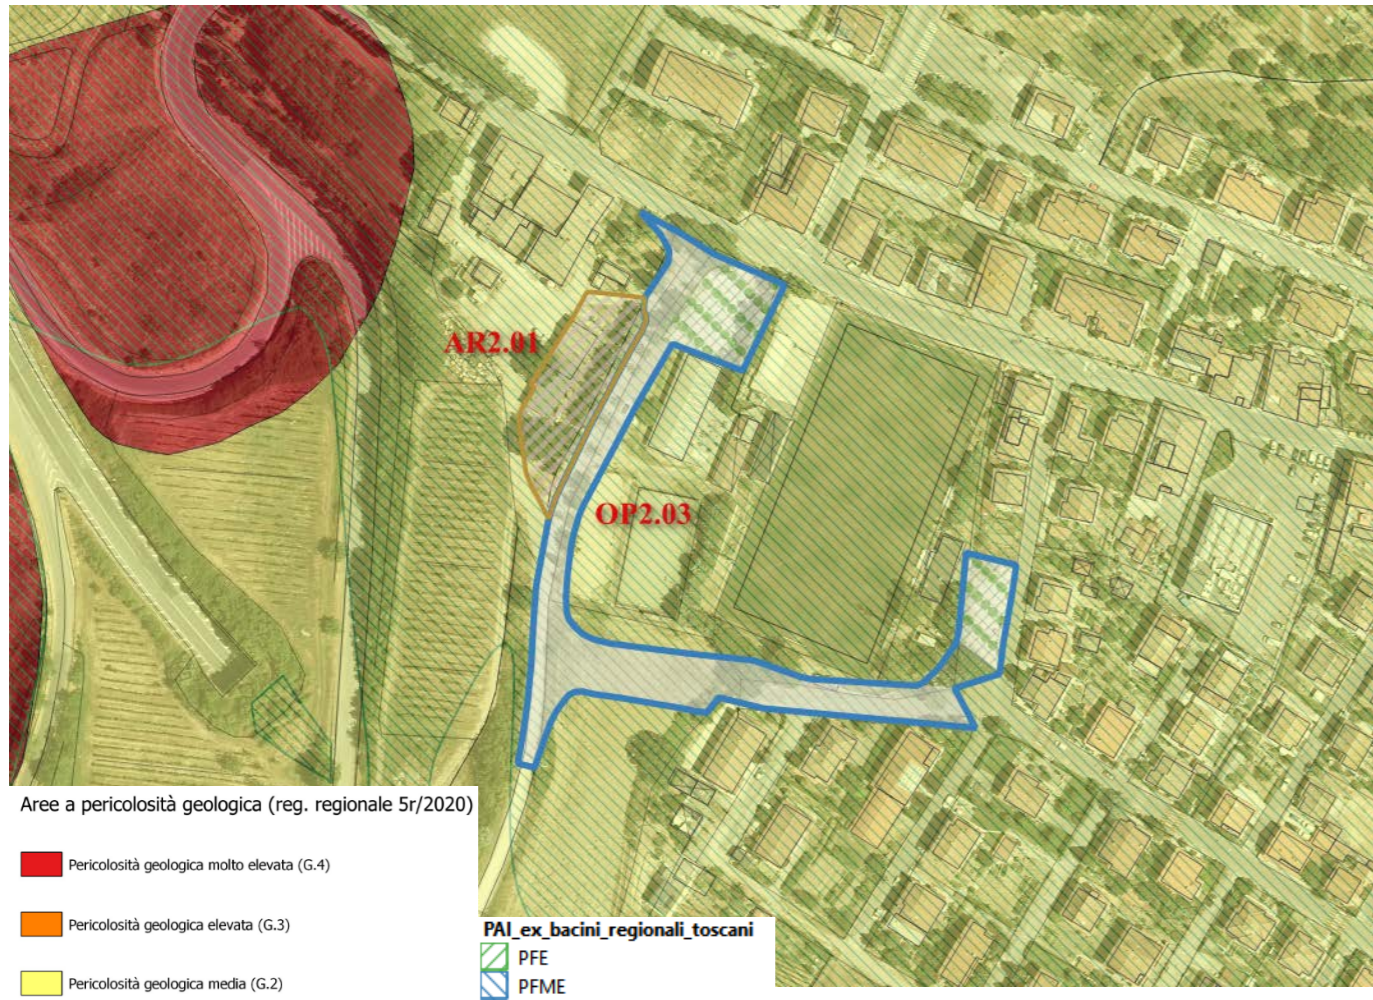 AR2.01
OP2.03
Aree a pericolosità geologica (reg. regionale 5r/2020)
Pericolosità geologica molto elevata (G.4)
Pericolosità geologica elevata (G.3)
Pericolosità geologica media (G.2)
PAI_ex_bacini_regionali_toscani
PFE
PFME